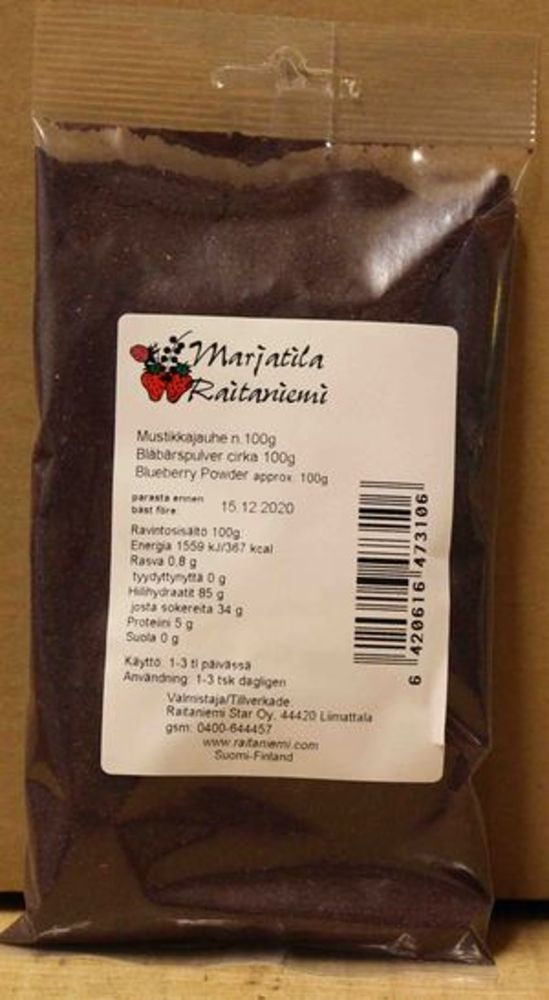 Marjatila
Raitaniemi
Mustikkajauhe n.100g
Blåbärspulver cirka 100g
Blueberry Powder approx. 100g
parasta ennen
bäst före: 15.12.2020
Ravintosisältö 100g:
Energia 1559 kJ/367 kcal
Rasva 0,8 g
tyydyttynyttä 0 g
Hiilihydraatit 85 g
josta sokereita 34 g
Proteiini 5 g
Suola 0 g
Käyttö: 1-3 tl päivässä
Användning: 1-3 tsk dagligen
Valmistaja/Tillverkade:
Raitaniemi Star Oy, 44420 Liimattala
gsm: 0400-644457
www.raitaniemi.com
Suomi-Finland
6 420616 473106